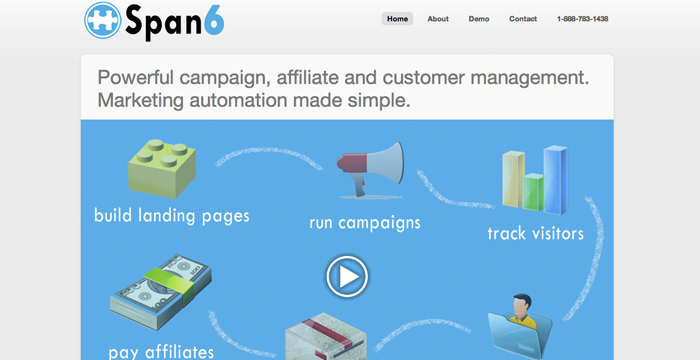 Span6
Home About Demo Contact 1-888-783-1438
Powerful campaign, affiliate and customer management.
Marketing automation made simple.
build landing pages
run campaigns
track visitors
pay affiliates